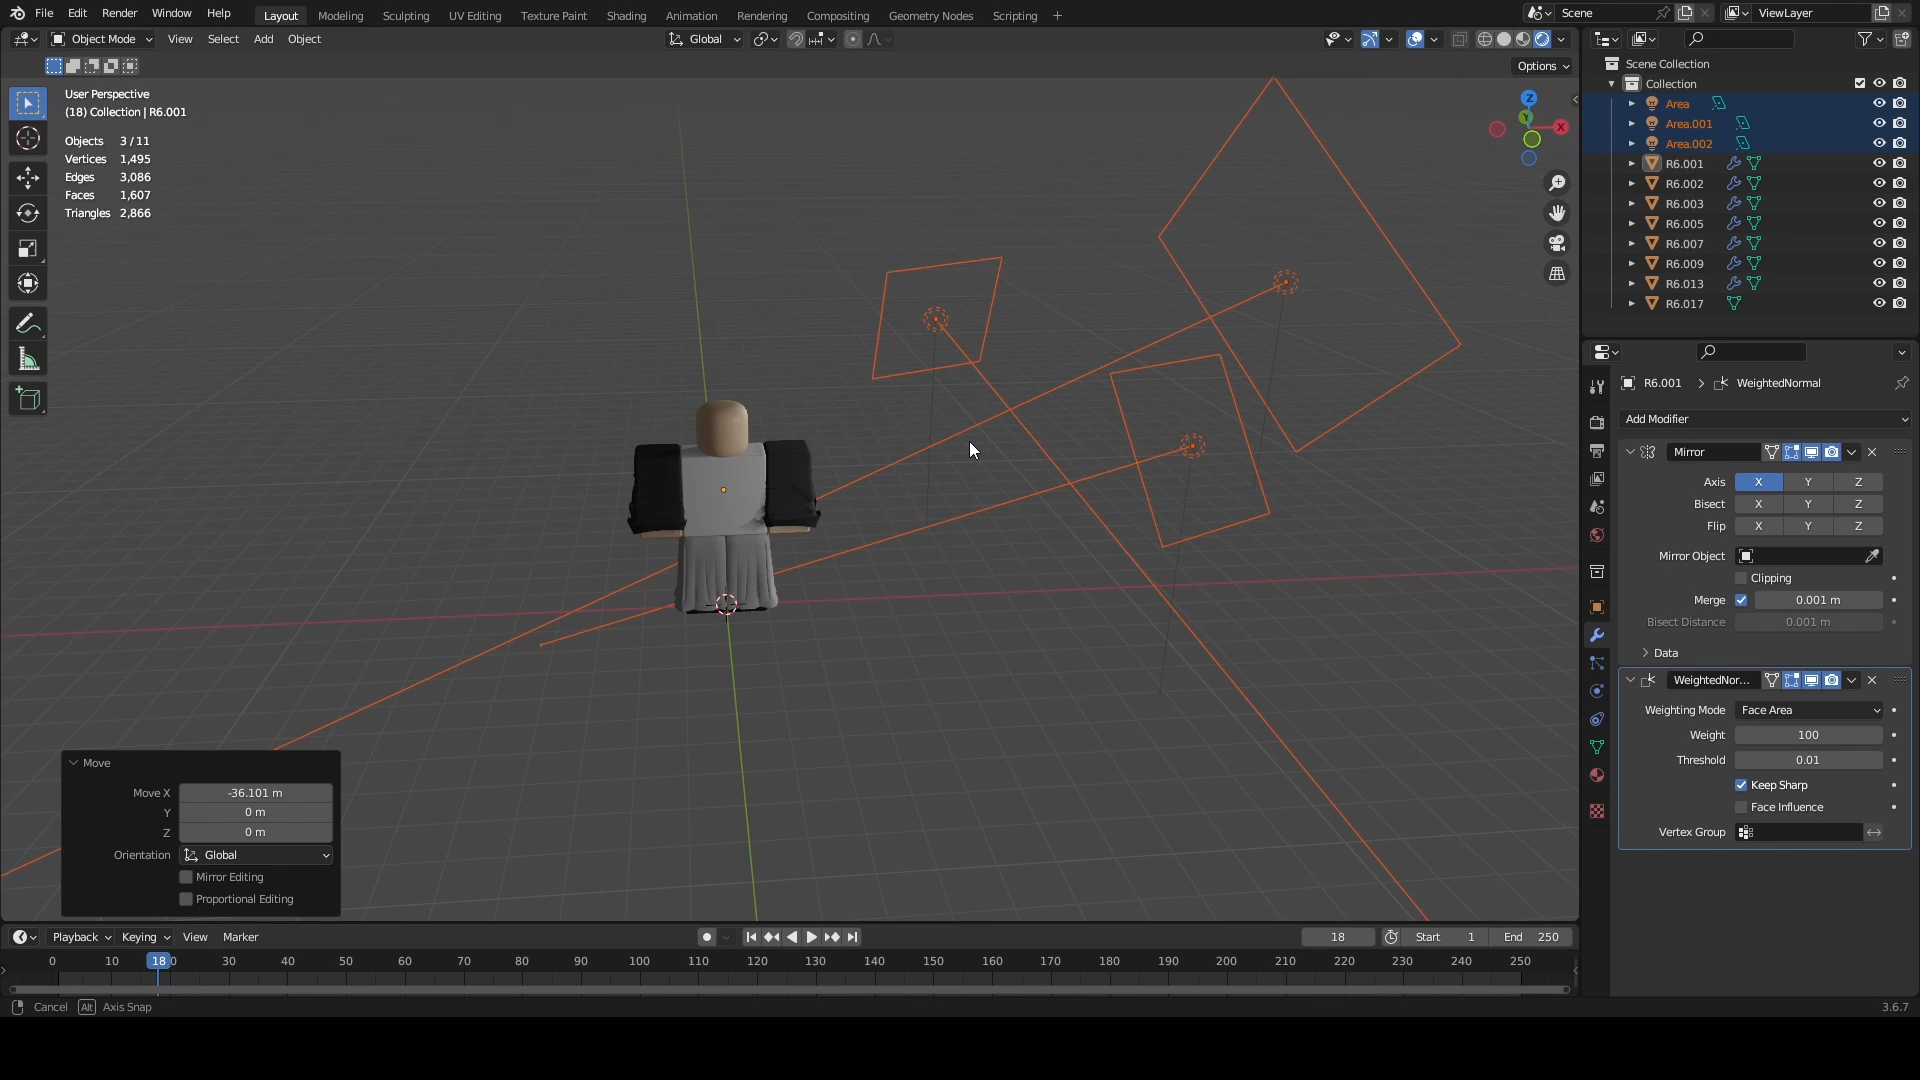 File Edit Render Window Help Layout Modeling Sculpting UV Editing Texture Paint Shading Animation Rendering Compositing Geometry Nodes Scripting + Scene ViewLayer
Object Mode View Select Add Object Global
Options
User Perspective
(18) Collection | R6.001
Objects 3 / 11
Vertices 1,495
Edges 3,086
Faces 1,607
Triangles 2,866
Z
Y
X
Scene Collection
Collection
Area
Area.001
Area.002
R6.001
R6.002
R6.003
R6.005
R6.007
R6.009
R6.013
R6.017
R6.001 > WeightedNormal
Add Modifier
Mirror
Axis X Y Z
Bisect X Y Z
Flip X Y Z
Mirror Object
Clipping
Merge 0.001 m
Bisect Distance 0.001 m
Data
WeightedNor...
Weighting Mode Face Area
Weight 100
Threshold 0.01
Keep Sharp
Face Influence
Vertex Group
Move
Move X -36.101 m
Y 0 m
Z 0 m
Orientation Global
Mirror Editing
Proportional Editing
Playback Keying View Marker 18 Start 1 End 250
0 10 18 30 40 50 60 70 80 90 100 110 120 130 140 150 160 170 180 190 200 210 220 230 240 250
Cancel Alt Axis Snap 3.6.7